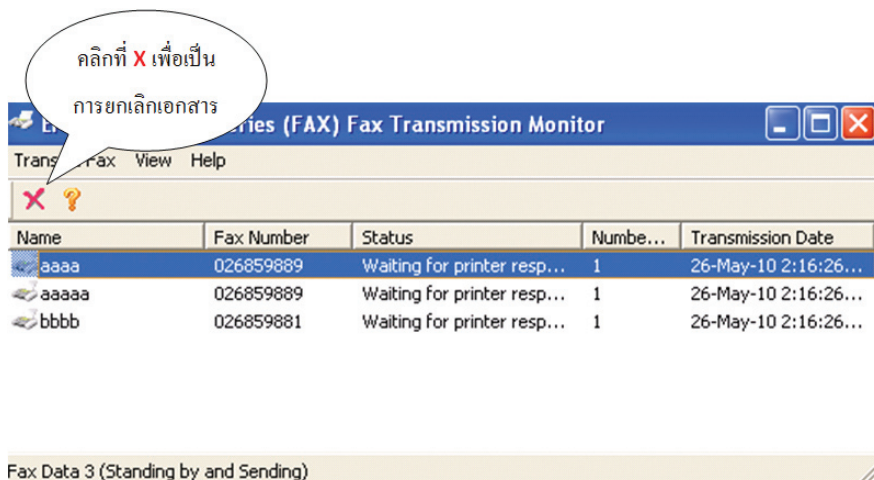 คลิกที่ X เพื่อเป็น
การยกเลิกเอกสาร
ries (FAX) Fax Transmission Monitor
Fax View Help
Name Fax Number Status Numbe... Transmission Date
aaaa 026859889 Waiting for printer resp... 1 26-May-10 2:16:26...
aaaaa 026859889 Waiting for printer resp... 1 26-May-10 2:16:26...
bbbb 026859881 Waiting for printer resp... 1 26-May-10 2:16:26...
Fax Data 3 (Standing by and Sending)